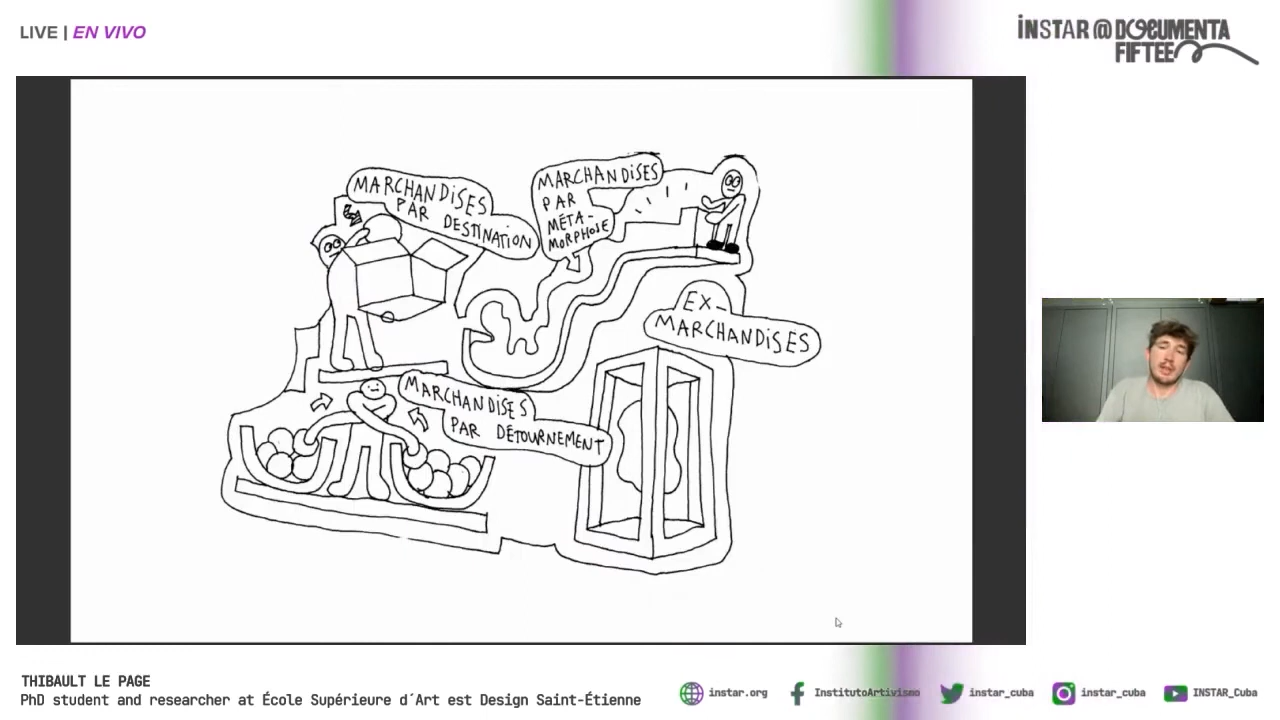 LIVE | EN VIVO
INSTAR @ DOCUMENTA
FIFTEEN
MARCHANDISES
PAR DESTINATION
MARCHANDISES
PAR
MÉTA-
MORPHOSE
EX-
MARCHANDISES
MARCHANDISES
PAR DÉTOURNEMENT
THIBAULT LE PAGE
PhD student and researcher at École Supérieure d´Art est Design Saint-Étienne
instar.org
InstitutoArtivismo
instar_cuba
instar_cuba
INSTAR_Cuba